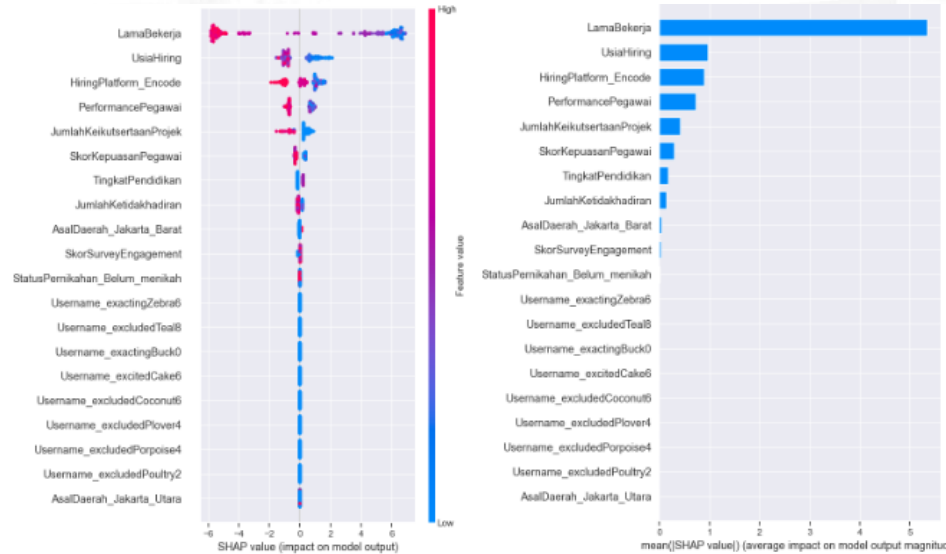 LamaBekerja
UsiaHiring
HiringPlatform_Encode
PerformancePegawai
JumlahKeikutsertaanProjek
SkorKepuasanPegawai
TingkatPendidikan
JumlahKetidakhadiran
AsalDaerah_Jakarta_Barat
SkorSurveyEngagement
StatusPernikahan_Belum_menikah
Username_exactingZebra6
Username_excludedTeal8
Username_exactingBuck0
Username_excitedCake6
Username_excludedCoconut6
Username_excludedPlover4
Username_excludedPorpoise4
Username_excludedPoultry2
AsalDaerah_Jakarta_Utara
-6 -4 -2 0 2 4 6
SHAP value (impact on model output)
High
Feature value
Low
LamaBekerja
UsiaHiring
HiringPlatform_Encode
PerformancePegawai
JumlahKeikutsertaanProjek
SkorKepuasanPegawai
TingkatPendidikan
JumlahKetidakhadiran
AsalDaerah_Jakarta_Barat
SkorSurveyEngagement
StatusPernikahan_Belum_menikah
Username_exactingZebra6
Username_excludedTeal8
Username_exactingBuck0
Username_excitedCake6
Username_excludedCoconut6
Username_excludedPlover4
Username_excludedPorpoise4
Username_excludedPoultry2
AsalDaerah_Jakarta_Utara
0 1 2 3 4 5
mean(|SHAP value|) (average impact on model output magnitud